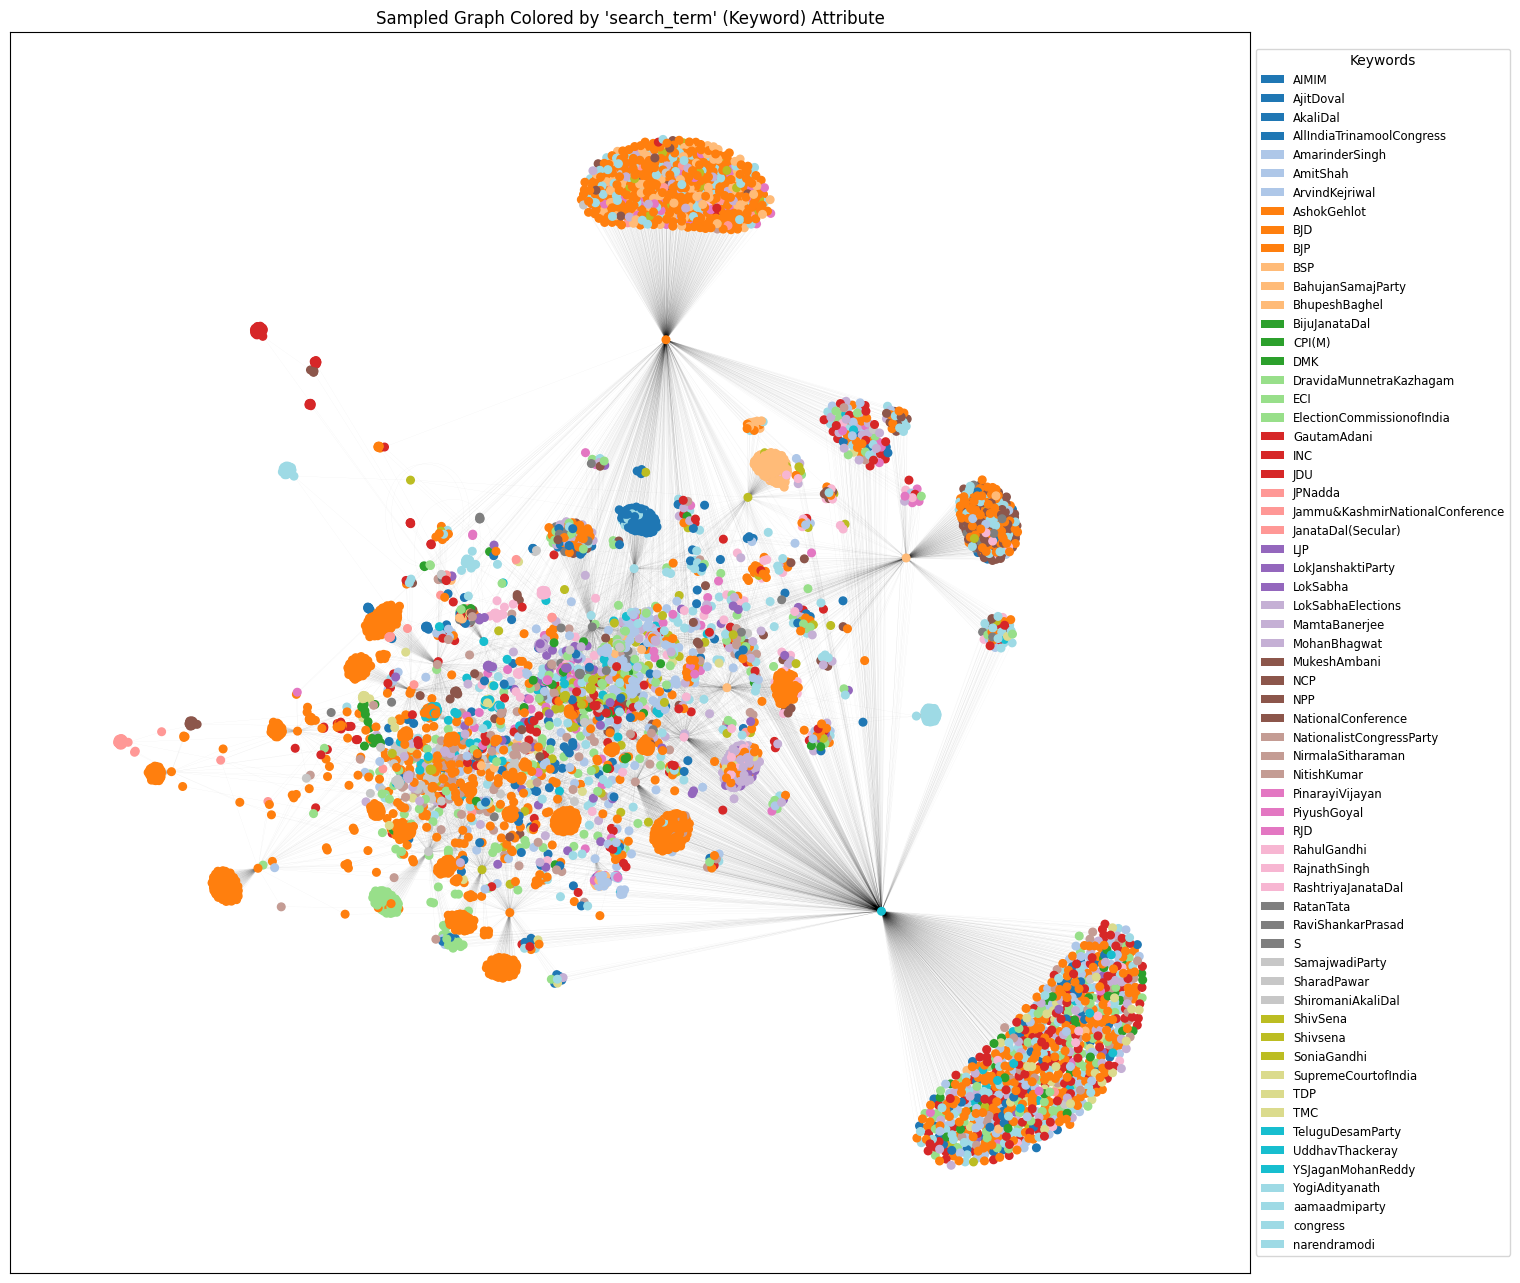 Sampled Graph Colored by 'search_term' (Keyword) Attribute
Keywords
AIMIM
AjitDoval
AkaliDal
AllIndiaTrinamoolCongress
AmarinderSingh
AmitShah
ArvindKejriwal
AshokGehlot
BJD
BJP
BSP
BahujanSamajParty
BhupeshBaghel
BijuJanataDal
CPI(M)
DMK
DravidaMunnetraKazhagam
ECI
ElectionCommissionofIndia
GautamAdani
INC
JDU
JPNadda
Jammu&KashmirNationalConference
JanataDal(Secular)
LJP
LokJanshaktiParty
LokSabha
LokSabhaElections
MamtaBanerjee
MohanBhagwat
MukeshAmbani
NCP
NPP
NationalConference
NationalistCongressParty
NirmalaSitharaman
NitishKumar
PinarayiVijayan
PiyushGoyal
RJD
RahulGandhi
RajnathSingh
RashtriyaJanataDal
RatanTata
RaviShankarPrasad
S
SamajwadiParty
SharadPawar
ShiromaniAkaliDal
ShivSena
Shivsena
SoniaGandhi
SupremeCourtofIndia
TDP
TMC
TeluguDesamParty
UddhavThackeray
YSJaganMohanReddy
YogiAdityanath
aamaadmiparty
congress
narendramodi